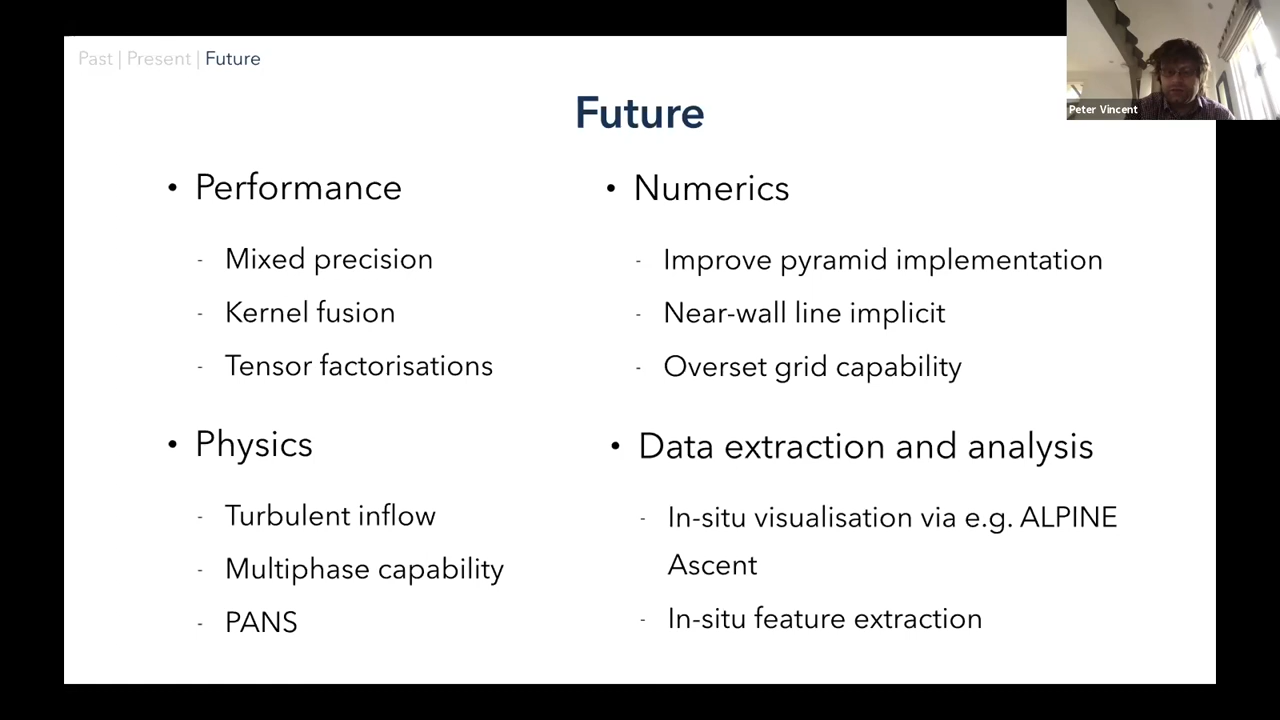 Past | Present | Future
Peter Vincent
Future
• Performance
- Mixed precision
- Kernel fusion
- Tensor factorisations
• Numerics
- Improve pyramid implementation
- Near-wall line implicit
- Overset grid capability
• Physics
- Turbulent inflow
- Multiphase capability
- PANS
• Data extraction and analysis
- In-situ visualisation via e.g. ALPINE
Ascent
- In-situ feature extraction